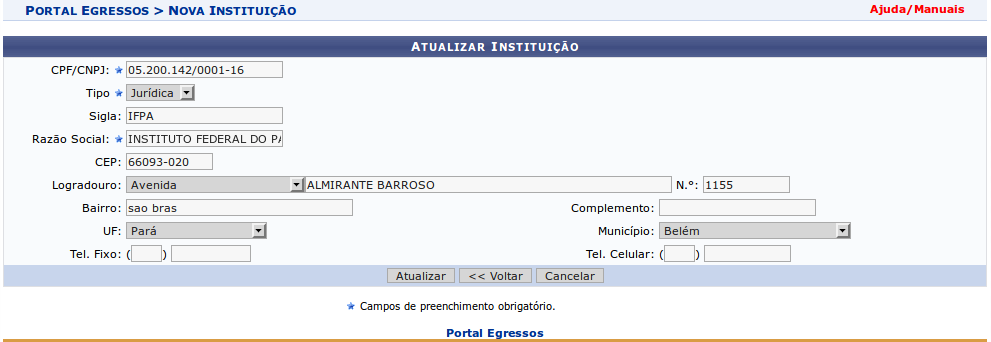 PORTAL EGRESSOS > NOVA INSTITUIÇÃO
Ajuda/Manuais
ATUALIZAR INSTITUIÇÃO
CPF/CNPJ: 05.200.142/0001-16
Tipo Jurídica
Sigla: IFPA
Razão Social: INSTITUTO FEDERAL DO PA
CEP: 66093-020
Logradouro: Avenida ALMIRANTE BARROSO N.º: 1155
Bairro: sao bras Complemento:
UF: Pará Município: Belém
Tel. Fixo: ( ) Tel. Celular: ( )
Atualizar << Voltar Cancelar
Campos de preenchimento obrigatório.
Portal Egressos